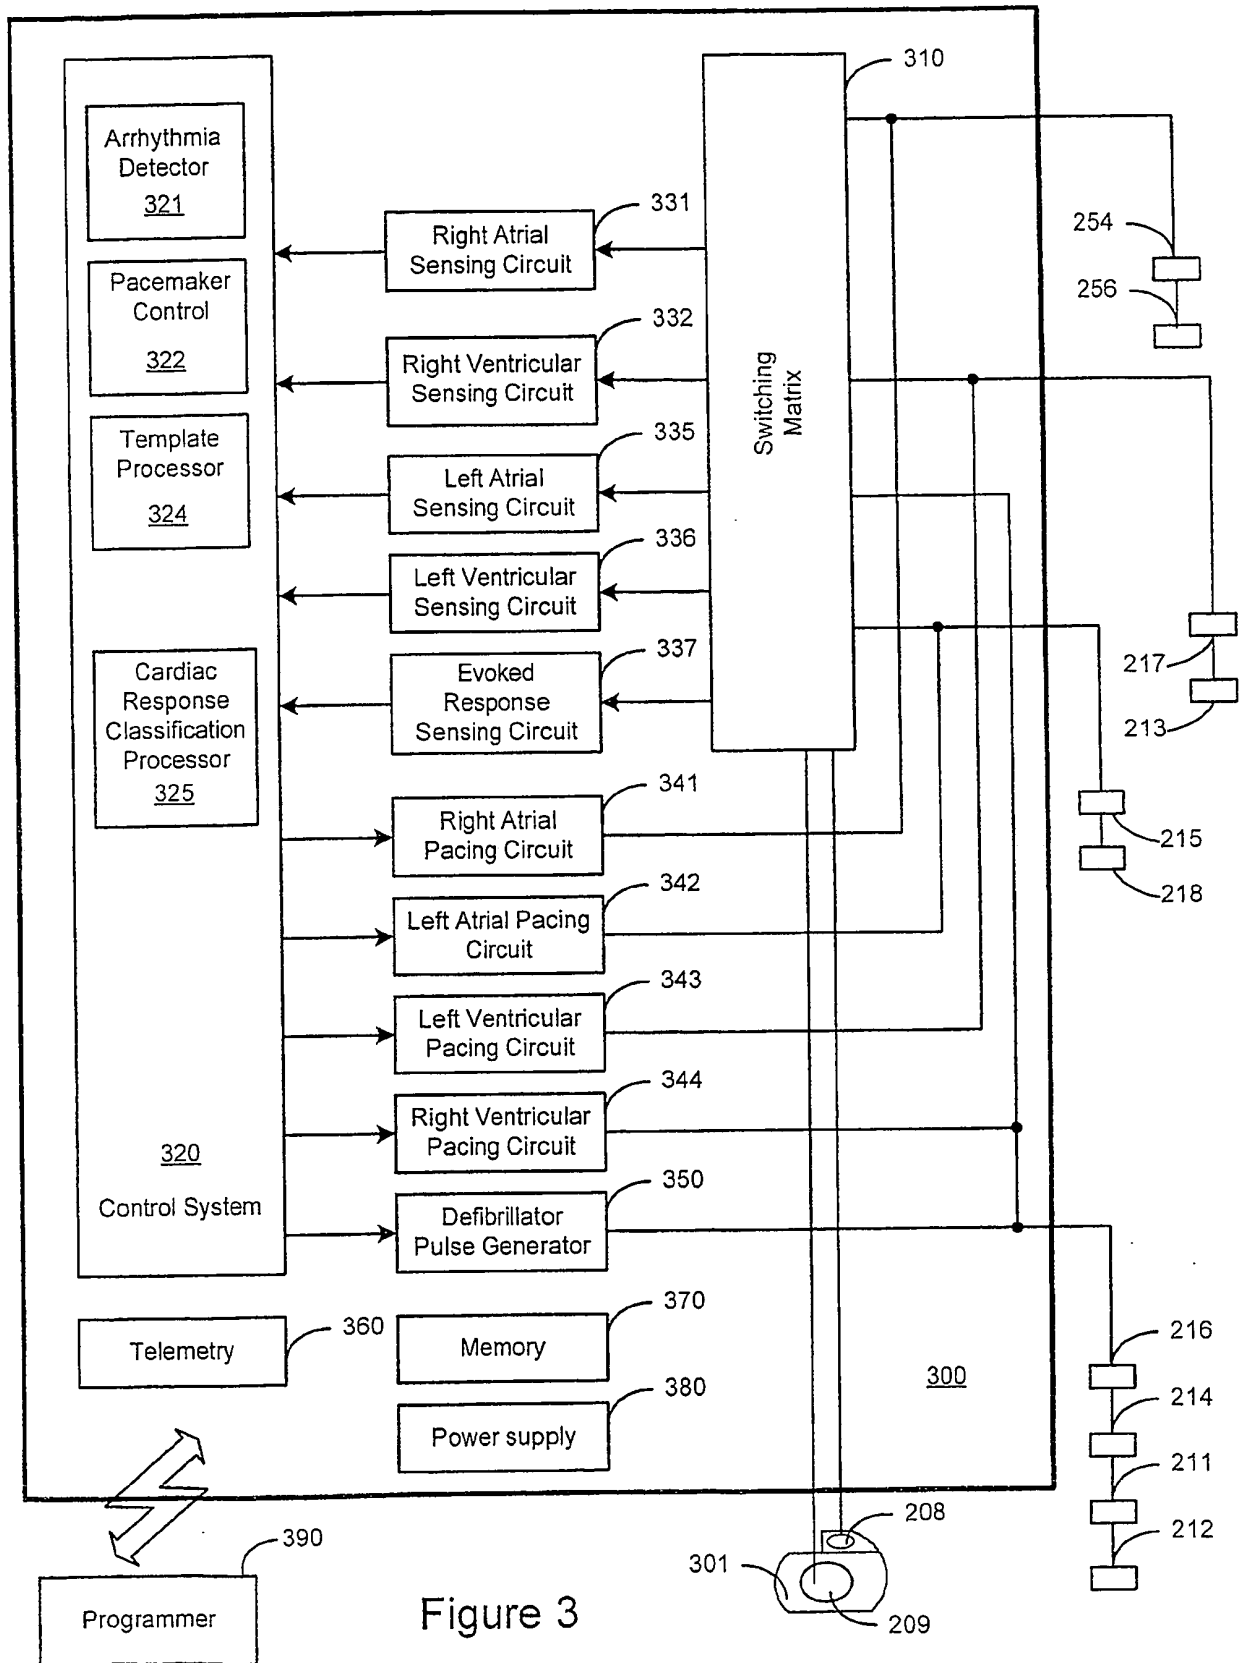 310
Arrhythmia
Detector
321
Pacemaker
Control
322
Template
Processor
324
Cardiac
Response
Classification
Processor
325
320
Control System
331
Right Atrial
Sensing Circuit
332
Right Ventricular
Sensing Circuit
335
Left Atrial
Sensing Circuit
336
Left Ventricular
Sensing Circuit
337
Evoked
Response
Sensing Circuit
341
Right Atrial
Pacing Circuit
342
Left Atrial Pacing
Circuit
343
Left Ventricular
Pacing Circuit
344
Right Ventricular
Pacing Circuit
350
Defibrillator
Pulse Generator
Switching
Matrix
254
256
217
213
215
218
216
214
211
212
Telemetry
360
370
Memory
380
Power supply
300
208
301
209
390
Programmer
Figure 3